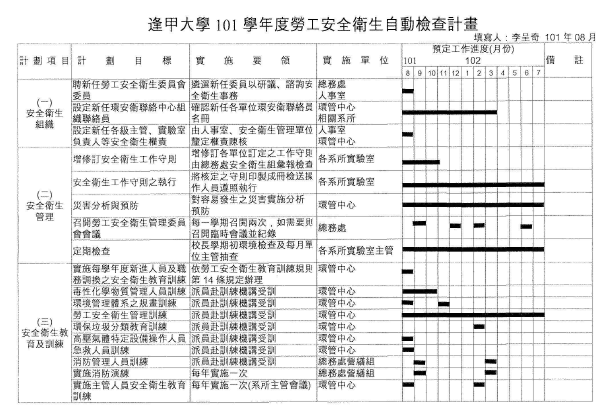 逢甲大學 101 學年度勞工安全衛生自動檢查計畫
填寫人：李呈奇 101 年 08 月
計 劃 項 目 計 劃 目 標 實 施 要 領 實 施 單 位 預定工作進度(月份) 備 註
101 102
8 9 10 11 12 1 2 3 4 5 6 7
(一)
安全衛生
組織
聘新任勞工安全衛生委員會
委員
遴選新任委員以研議、諮詢安
全衛生事務
總務處
人事室
設定新任環安衛聯絡中心組
織聯絡員
確認新任各單位環安衛聯絡員
名冊
環管中心
相關系所
設定新任各級主管、實驗室
負責人等安全衛生權責
由人事室、安全衛生管理單位
釐定權責陳核
人事室
環管中心
(二)
安全衛生
管理
增修訂安全衛生工作守則
增修訂各單位訂定之工作守則
由總務處安全衛生組彙報檢查
各系所實驗室
安全衛生工作守則之執行
將核定之守則印製成冊檢送操
作人員遵照執行
各系所實驗室
災害分析與預防
對容易發生之災害實施分析
預防
環管中心
召開勞工安全衛生管理委員
會會議
每一學期召開兩次，如需要則
召開臨時會議並紀錄
總務處
定期檢查
校長學期初環境檢查及每月單
位主管抽查
各系所實驗室主管
(三)
安全衛生教
育及訓練
實施每學年度新進人員及職
務調換之安全衛生教育訓練
依勞工安全衛生教育訓練規則
第 14 條規定辦理
環管中心
毒性化學物質管理人員訓練 派員赴訓練機構受訓 環管中心
環境管理體系之規畫訓練 派員赴訓練機構受訓 環管中心
勞工安全衛生管理訓練 派員赴訓練機構受訓 環管中心
環保垃圾分類教育訓練 派員赴訓練機構受訓 環管中心
高壓氣體特定設備操作人員 派員赴訓練機構受訓 環管中心
急救人員訓練 派員赴訓練機構受訓 環管中心
消防管理人員訓練 派員赴訓練機構受訓 總務處營繕組
實施消防演練 每年實施一次 總務處營繕組
實施主管人員安全衛生教育
訓練
每年實施一次(系所主管會議) 環管中心